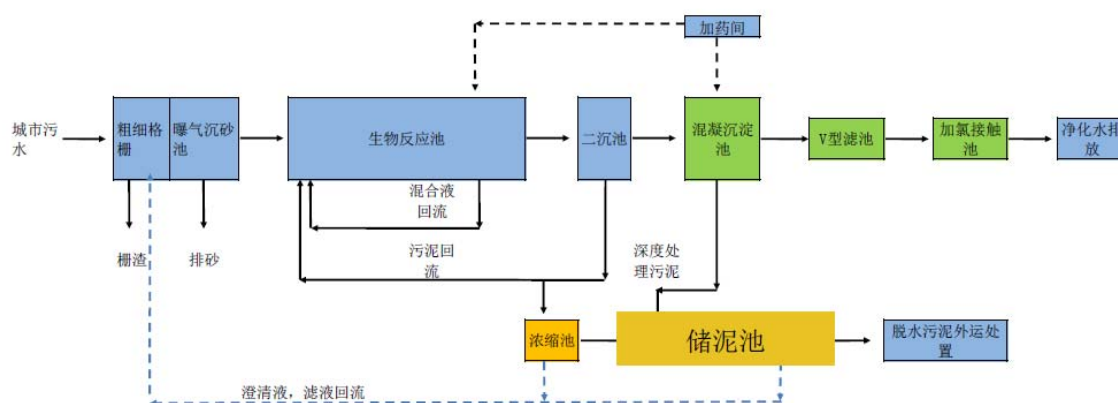 加药间
城市污
水
粗细格
栅
曝气沉砂
池
生物反应池
二沉池
混凝沉淀
池
V型滤池
加氯接触
池
净化水排
放
混合液
回流
栅渣
排砂
污泥回
流
深度处
理污泥
浓缩池
储泥池
脱水污泥外运处
置
澄清液，滤液回流